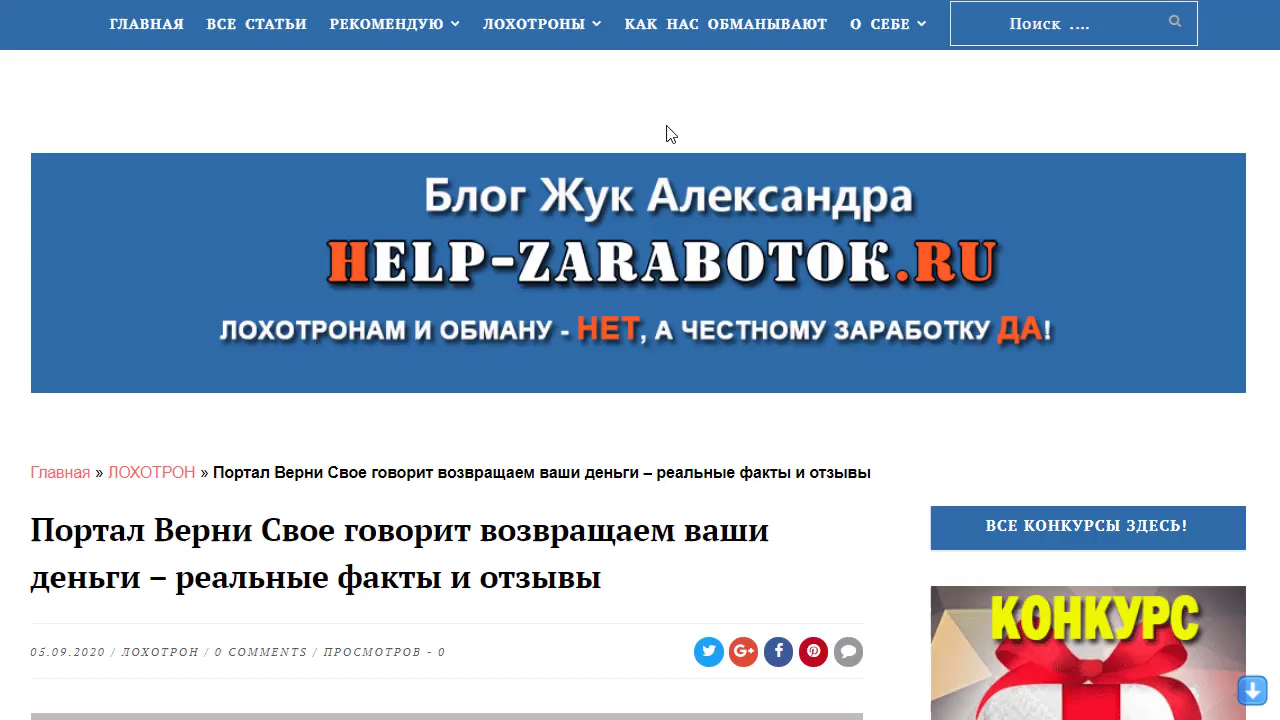 ГЛАВНАЯ ВСЕ СТАТЬИ РЕКОМЕНДУЮ ЛОХОТРОНЫ КАК НАС ОБМАНЫВАЮТ О СЕБЕ Поиск ....
Блог Жук Александра
HELP-ZARABOTOK.RU
ЛОХОТРОНАМ И ОБМАНУ - НЕТ, А ЧЕСТНОМУ ЗАРАБОТКУ ДА!
Главная » ЛОХОТРОН » Портал Верни Свое говорит возвращаем ваши деньги – реальные факты и отзывы
Портал Верни Свое говорит возвращаем ваши
деньги – реальные факты и отзывы
05.09.2020 / ЛОХОТРОН / 0 COMMENTS / ПРОСМОТРОВ - 0
ВСЕ КОНКУРСЫ ЗДЕСЬ!
КОНКУРС